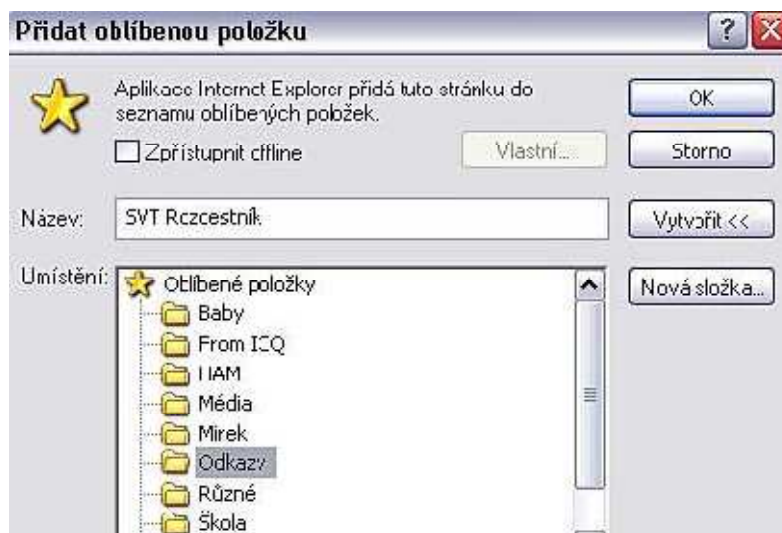 Přidat oblíbenou položku
Aplikace Internet Explorer přidá tuto stránku do
seznamu oblíbených položek.
OK
Zpřístupnit offline
Vlastní...
Storno
Název:
SVT Rozcestník
Vytvořit <<
Umístění:
Oblíbené položky
Nová složka...
Baby
From ICQ
HAM
Média
Mirek
Odkazy
Různé
Škola